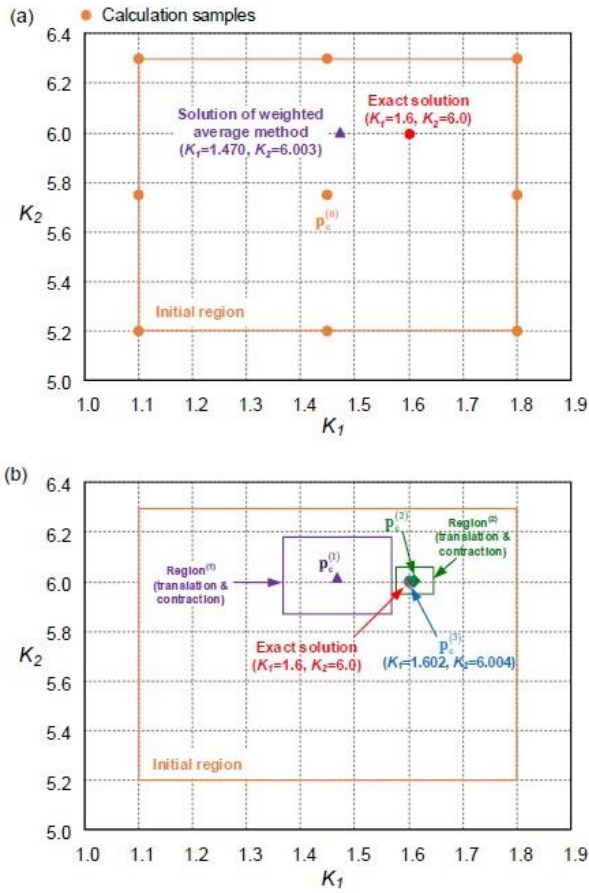 (a)
Calculation samples
6.4
6.2
6.0
5.8
5.6
5.4
5.2
5.0
K2
Solution of weighted
average method
(K1=1.470, K2=6.003)
Exact solution
(K1=1.6, K2=6.0)
pc(0)
Initial region
1.0 1.1 1.2 1.3 1.4 1.5 1.6 1.7 1.8 1.9
K1
(b)
6.4
6.2
6.0
5.8
5.6
5.4
5.2
5.0
K2
Region(1)
(translation &
contraction)
pc(1)
pc(2)
Region(2)
(translation &
contraction)
Exact solution
(K1=1.6, K2=6.0)
pc(3)
(K1=1.602, K2=6.004)
Initial region
1.0 1.1 1.2 1.3 1.4 1.5 1.6 1.7 1.8 1.9
K1